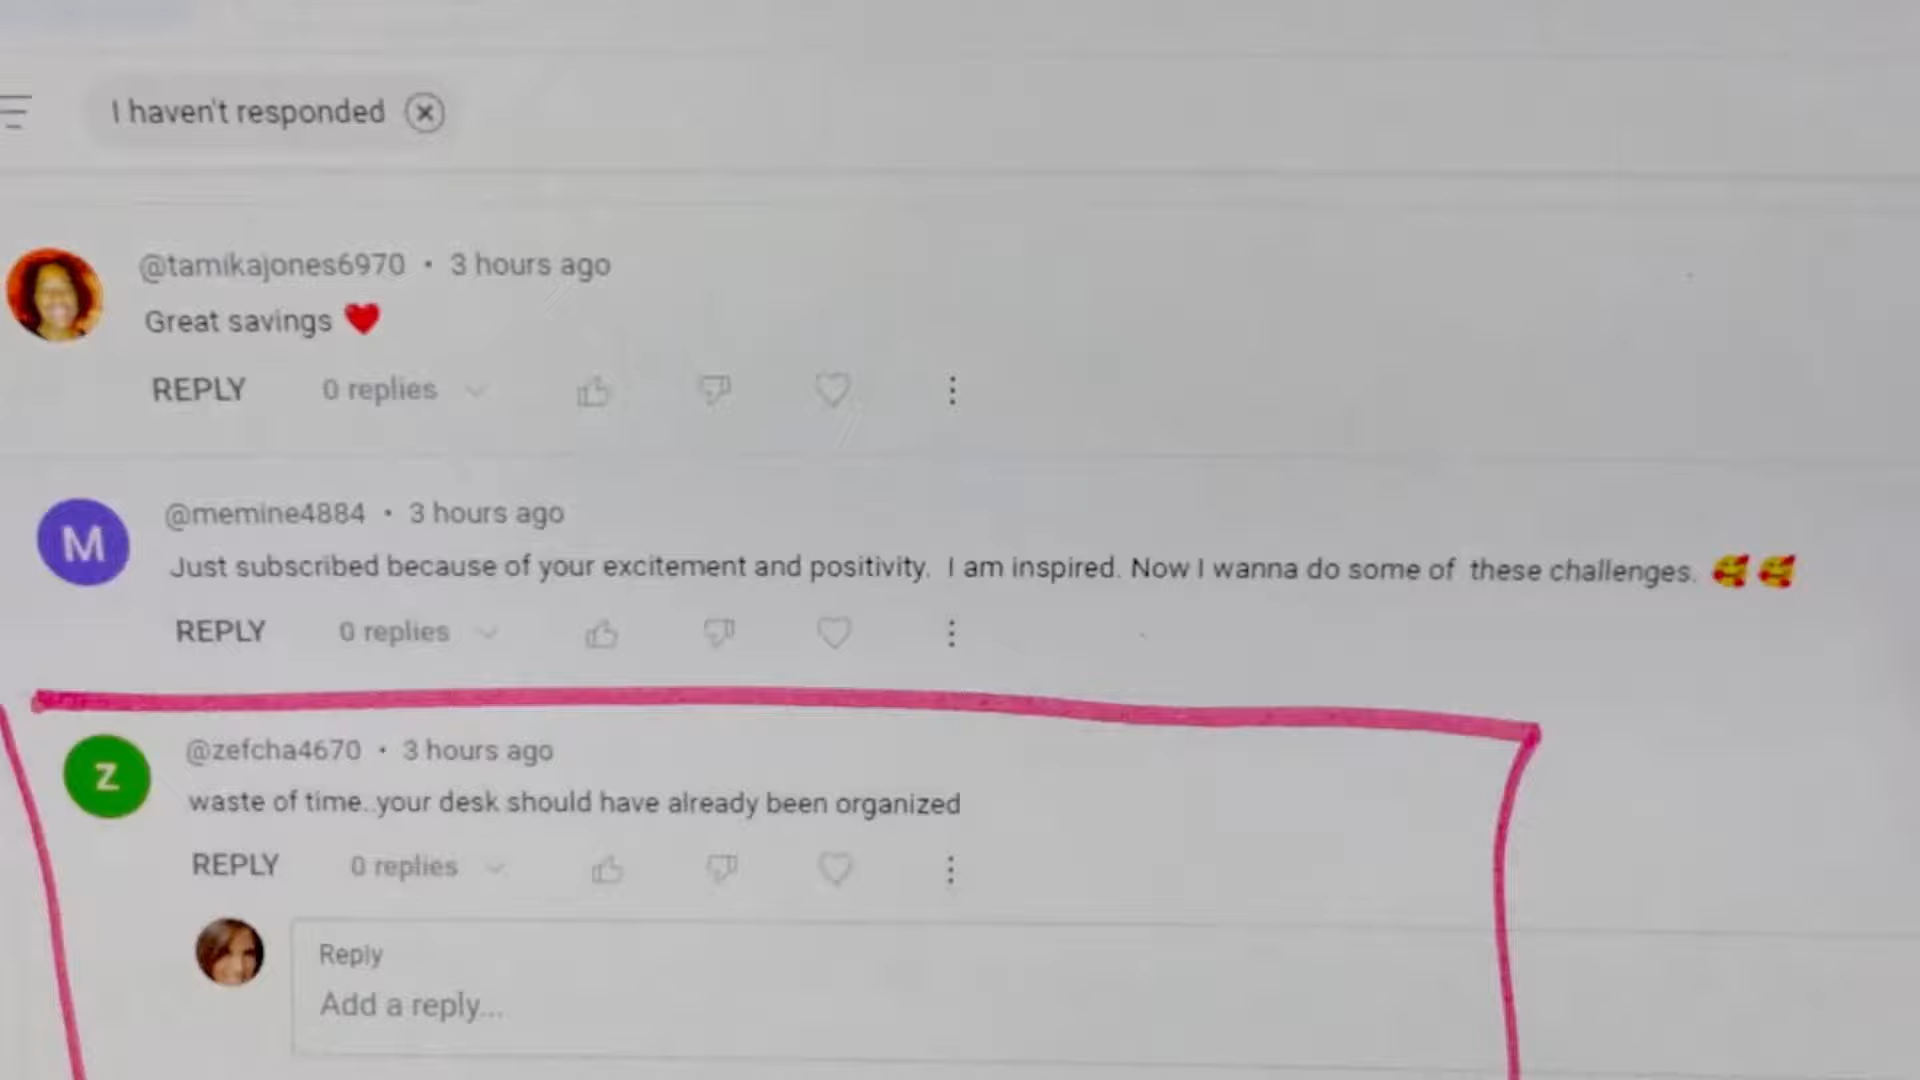 I haven't responded
@tamikajones6970 • 3 hours ago
Great savings ❤️
REPLY 0 replies
M
@memine4884 • 3 hours ago
Just subscribed because of your excitement and positivity. I am inspired. Now I wanna do some of these challenges. 🥰 🥰
REPLY 0 replies
z
@zefcha4670 • 3 hours ago
waste of time..your desk should have already been organized
REPLY 0 replies
Reply
Add a reply...